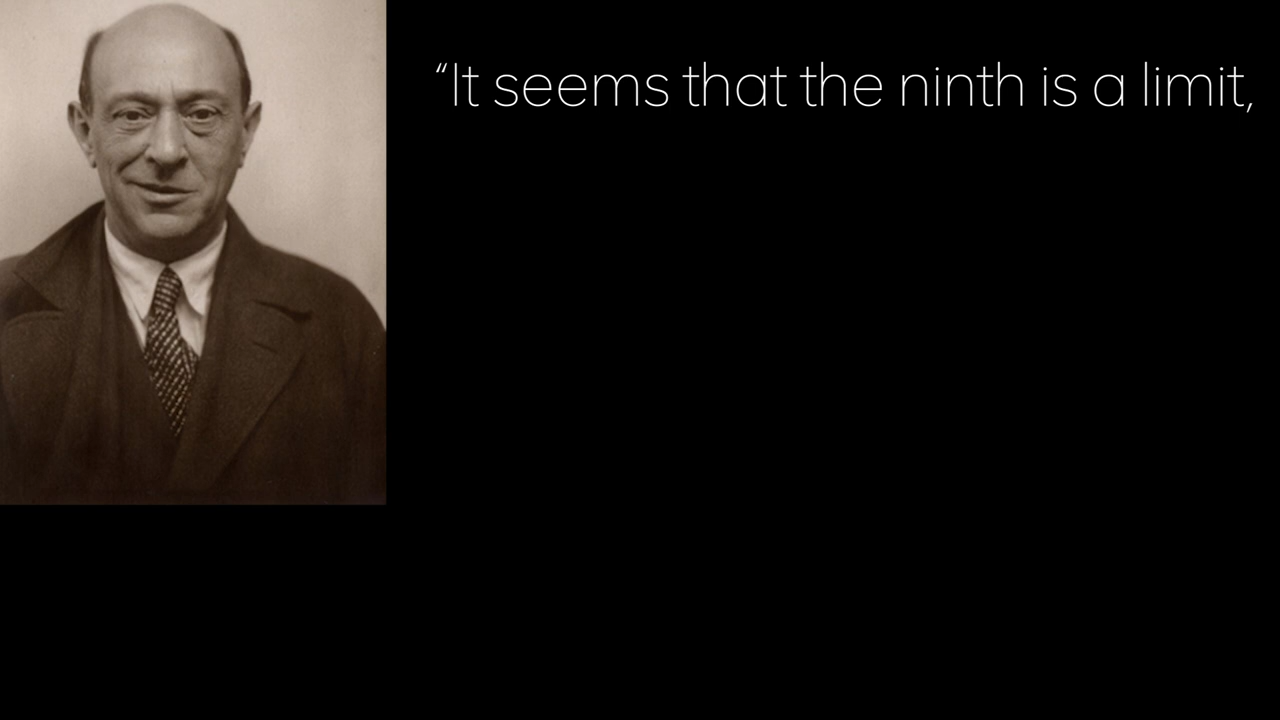 “It seems that the ninth is a limit,